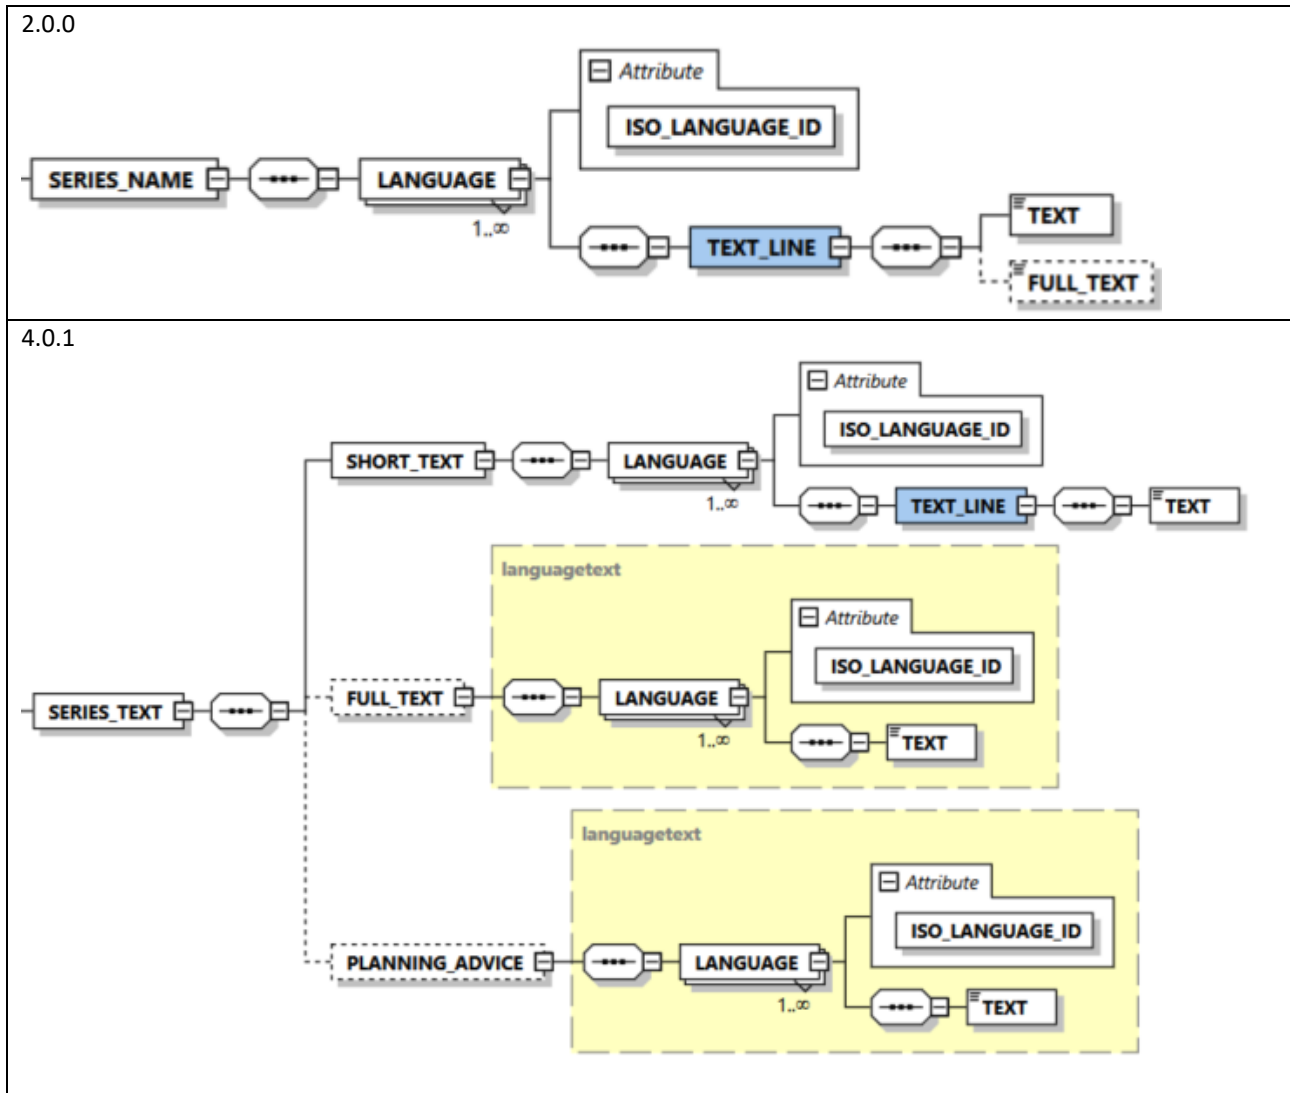 2.0.0
Attribute
ISO_LANGUAGE_ID
SERIES_NAME
LANGUAGE
1..∞
TEXT_LINE
TEXT
FULL_TEXT
4.0.1
Attribute
ISO_LANGUAGE_ID
SHORT_TEXT
LANGUAGE
1..∞
TEXT_LINE
TEXT
languagetext
Attribute
ISO_LANGUAGE_ID
SERIES_TEXT
FULL_TEXT
LANGUAGE
1..∞
TEXT
languagetext
Attribute
ISO_LANGUAGE_ID
PLANNING_ADVICE
LANGUAGE
1..∞
TEXT